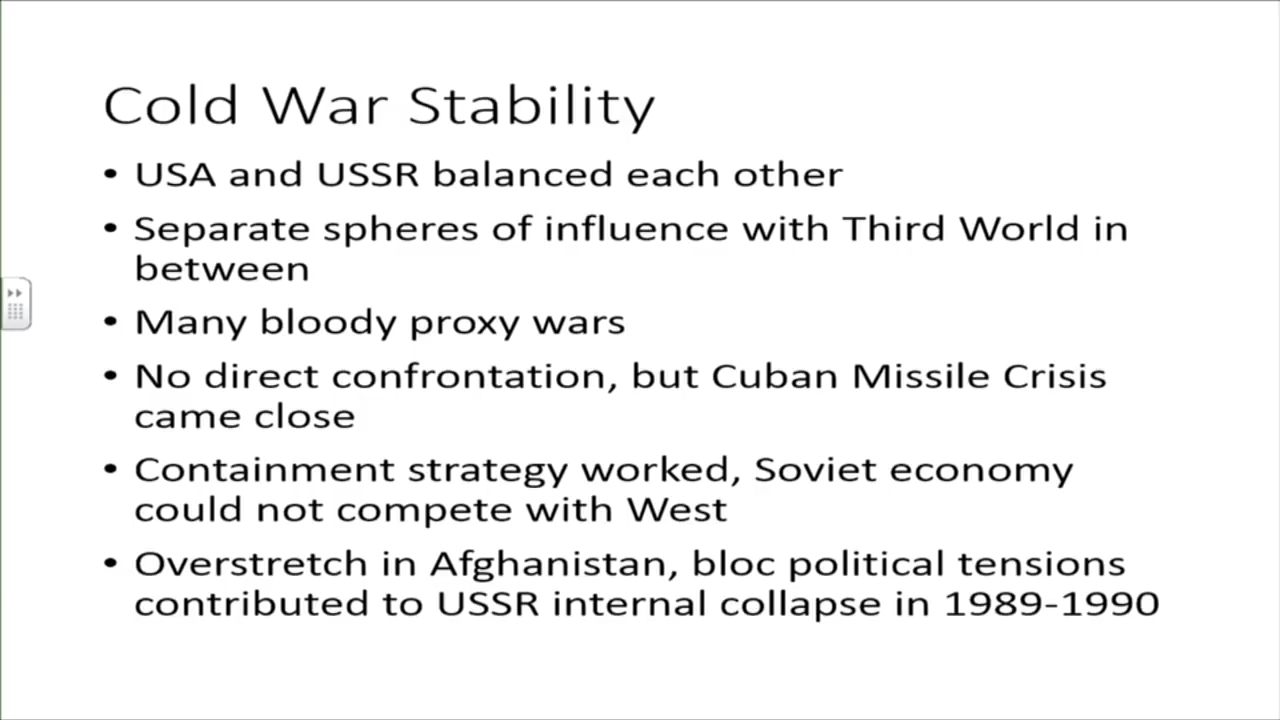 Cold War Stability
• USA and USSR balanced each other
• Separate spheres of influence with Third World in
between
• Many bloody proxy wars
• No direct confrontation, but Cuban Missile Crisis
came close
• Containment strategy worked, Soviet economy
could not compete with West
• Overstretch in Afghanistan, bloc political tensions
contributed to USSR internal collapse in 1989-1990